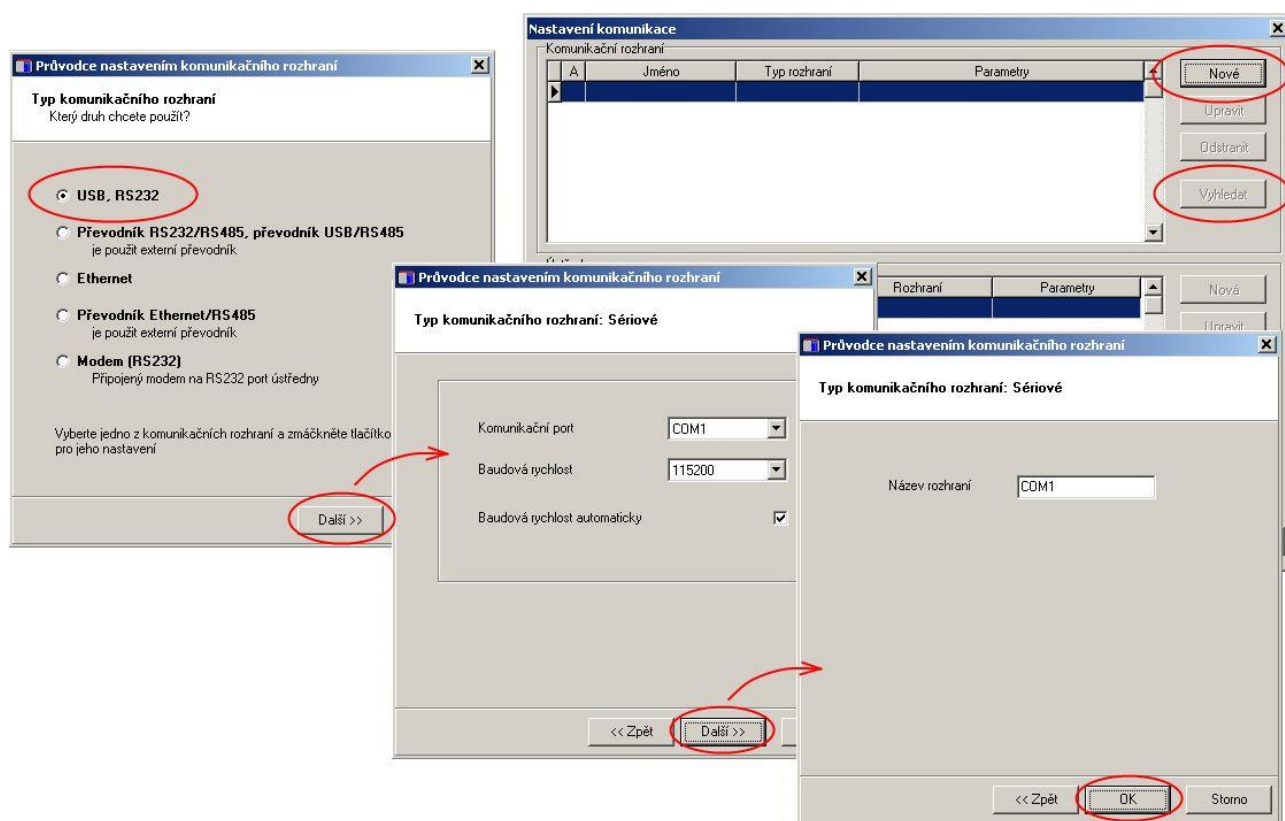 Průvodce nastavením komunikačního rozhraní
Typ komunikačního rozhraní
Který druh chcete použít?
USB, RS232
Převodník RS232/RS485, převodník USB/RS485
je použit externí převodník
Ethernet
Převodník Ethernet/RS485
je použit externí převodník
Modem (RS232)
Připojený modem na RS232 port ústředny
Vyberte jedno z komunikačních rozhraní a zmáčkněte tlačítko
pro jeho nastavení
Další >>
Nastavení komunikace
Komunikační rozhraní
A Jméno Typ rozhraní Parametry
Nové
Upravit
Odstranit
Vyhledat
Rozhraní Parametry
Nová
Upravit
Průvodce nastavením komunikačního rozhraní
Typ komunikačního rozhraní: Sériové
Komunikační port COM1
Baudová rychlost 115200
Baudová rychlost automaticky
<< Zpět Další >>
Průvodce nastavením komunikačního rozhraní
Typ komunikačního rozhraní: Sériové
Název rozhraní COM1
<< Zpět OK Storno